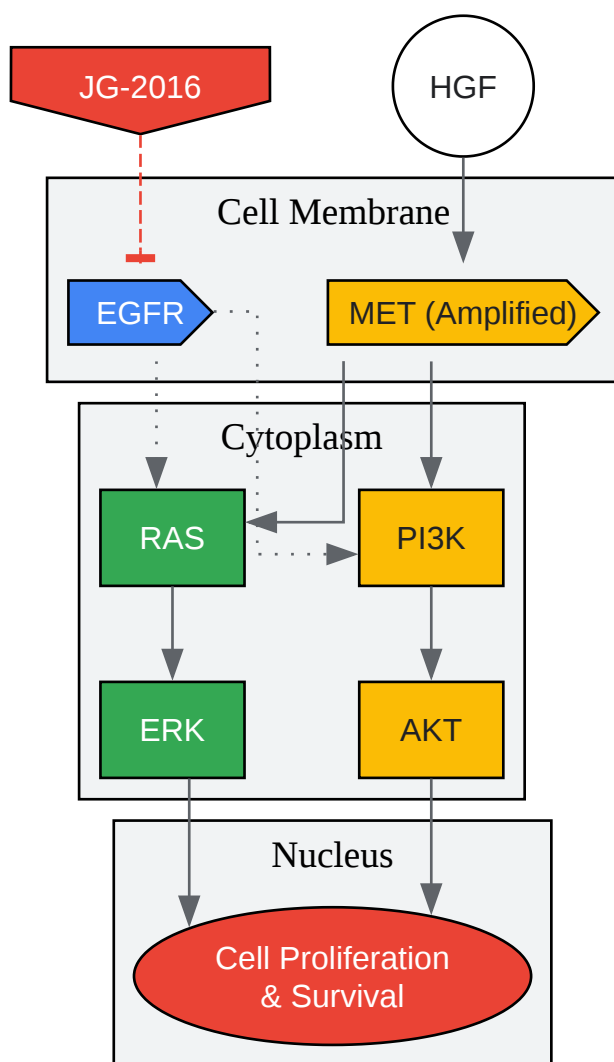 JG-2016
HGF
Cell Membrane
EGFR
MET (Amplified)
Cytoplasm
RAS
PI3K
ERK
AKT
Nucleus
Cell Proliferation
& Survival